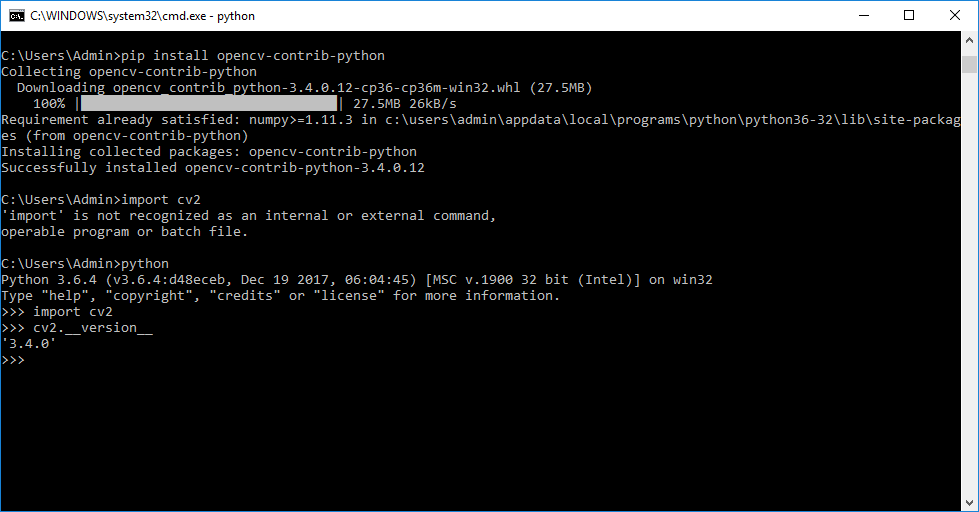 C:\WINDOWS\system32\cmd.exe - python
C:\Users\Admin>pip install opencv-contrib-python
Collecting opencv-contrib-python
  Downloading opencv_contrib_python-3.4.0.12-cp36-cp36m-win32.whl (27.5MB)
    100% |████████████████████████████████| 27.5MB 26kB/s
Requirement already satisfied: numpy>=1.11.3 in c:\users\admin\appdata\local\programs\python\python36-32\lib\site-packag
es (from opencv-contrib-python)
Installing collected packages: opencv-contrib-python
Successfully installed opencv-contrib-python-3.4.0.12
C:\Users\Admin>import cv2
'import' is not recognized as an internal or external command,
operable program or batch file.
C:\Users\Admin>python
Python 3.6.4 (v3.6.4:d48eceb, Dec 19 2017, 06:04:45) [MSC v.1900 32 bit (Intel)] on win32
Type "help", "copyright", "credits" or "license" for more information.
>>> import cv2
>>> cv2.__version__
'3.4.0'
>>>